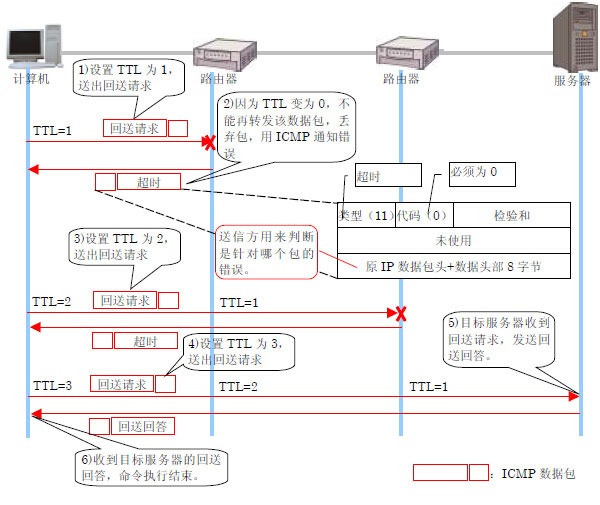 计算机
路由器
路由器
服务器
1)设置 TTL 为 1，
送出回送请求
2)因为 TTL 变为 0，不
能再转发该数据包，丢
弃包，用 ICMP 通知错
误
TTL=1
回送请求
超时
超时
必须为 0
类型（11）
代码（0）
检验和
未使用
原 IP 数据包头+数据头部 8 字节
送信方用来判断
是针对哪个包的
错误。
3)设置 TTL 为 2，
送出回送请求
TTL=2
回送请求
TTL=1
超时
4)设置 TTL 为 3，
送出回送请求
5)目标服务器收到
回送请求，发送回
送回答。
TTL=3
回送请求
TTL=2
TTL=1
回送回答
6)收到目标服务器的回送
回答，命令执行结束。
：ICMP 数据包